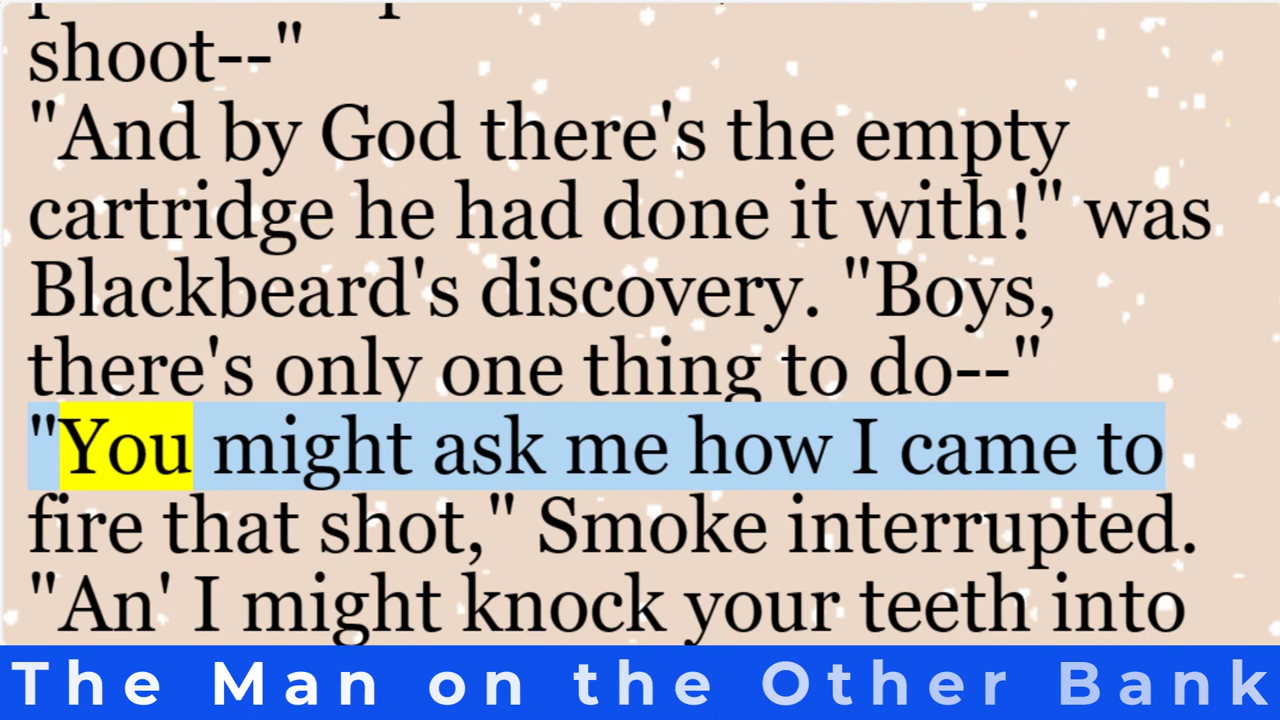 shoot--"
"And by God there's the empty
cartridge he had done it with!" was
Blackbeard's discovery. "Boys,
there's only one thing to do--"
"You might ask me how I came to
fire that shot," Smoke interrupted.
"An' I might knock your teeth into
The Man on the Other Bank